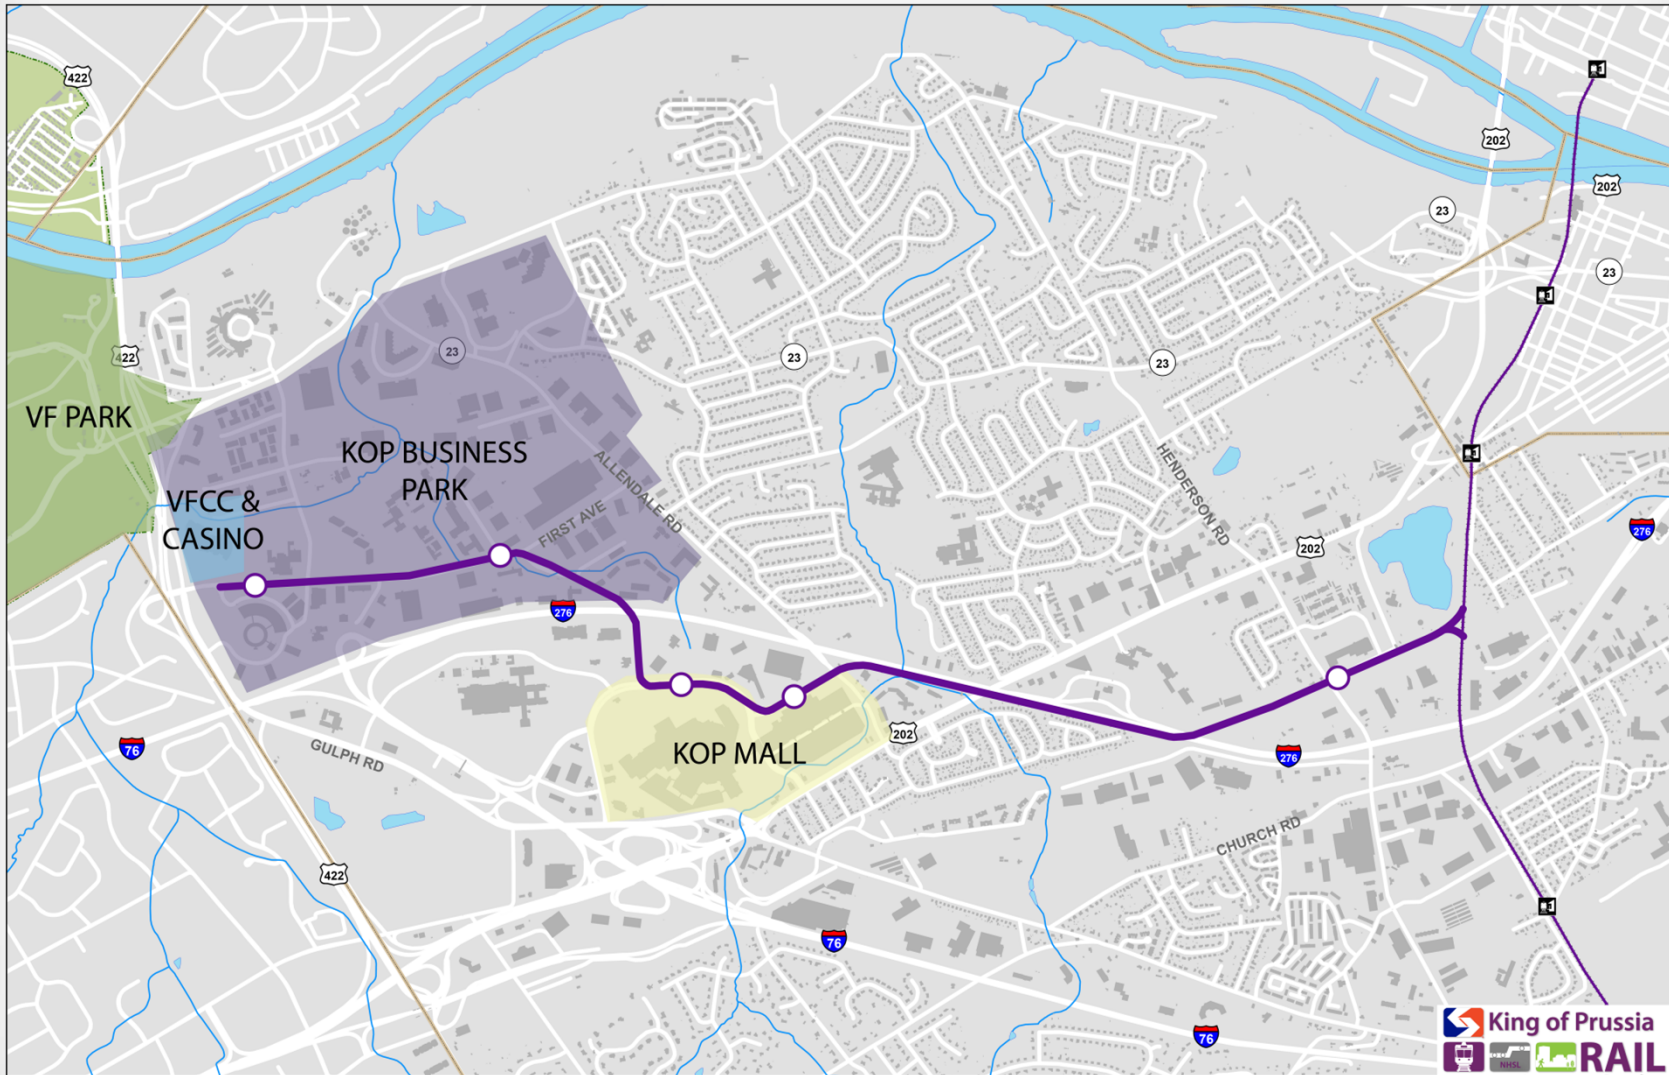 422
202
202
23
23
422
23
23
23
VF PARK
KOP BUSINESS
PARK
HENDERSON RD
ALLENDALE RD
VFCC &
CASINO
FIRST AVE
276
202
276
202
76
GULPH RD
KOP MALL
276
CHURCH RD
422
76
76
King of Prussia
NHSL
RAIL